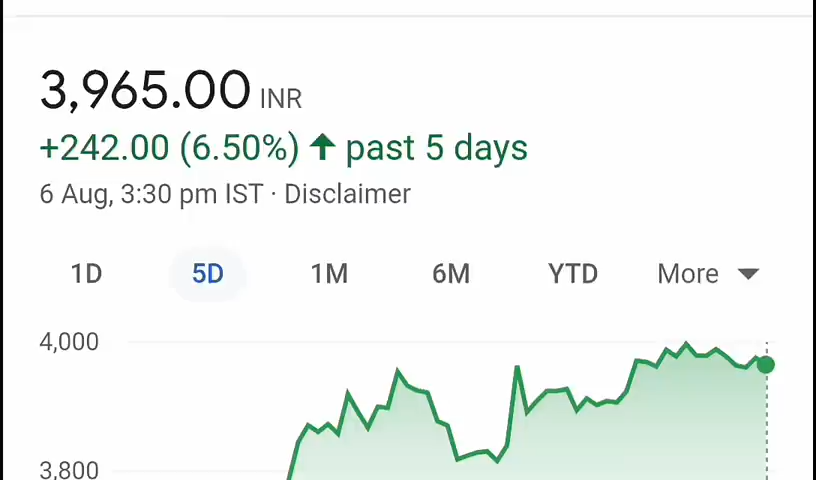 3,965.00 INR
+242.00 (6.50%) ↑ past 5 days
6 Aug, 3:30 pm IST · Disclaimer
1D 5D 1M 6M YTD More
4,000
3,800